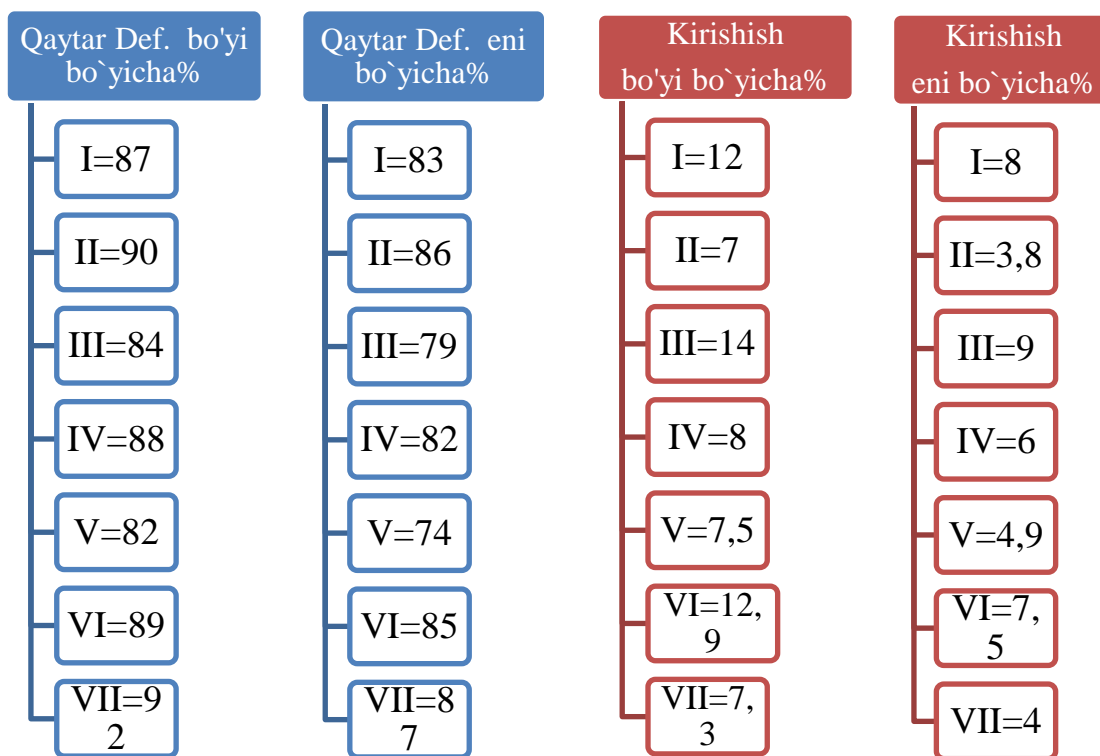 Qaytar Def. bo'yi
bo`yicha%
I=87
II=90
III=84
IV=88
V=82
VI=89
VII=9
2
Qaytar Def. eni
bo`yicha%
I=83
II=86
III=79
IV=82
V=74
VI=85
VII=8
7
Kirishish
bo'yi bo`yicha%
I=12
II=7
III=14
IV=8
V=7,5
VI=12,
9
VII=7,
3
Kirishish
eni bo`yicha%
I=8
II=3,8
III=9
IV=6
V=4,9
VI=7,
5
VII=4